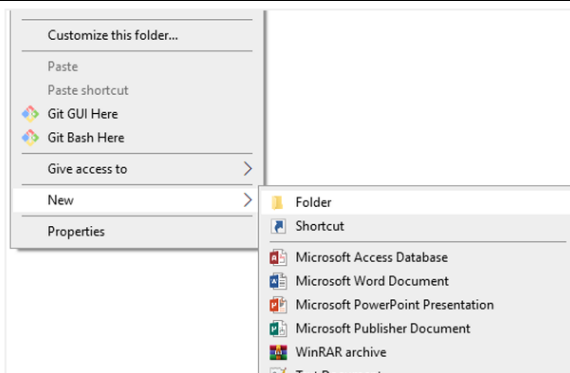 Customize this folder...
Paste
Paste shortcut
Git GUI Here
Git Bash Here
Give access to
New
Properties
Folder
Shortcut
Microsoft Access Database
Microsoft Word Document
Microsoft PowerPoint Presentation
Microsoft Publisher Document
WinRAR archive